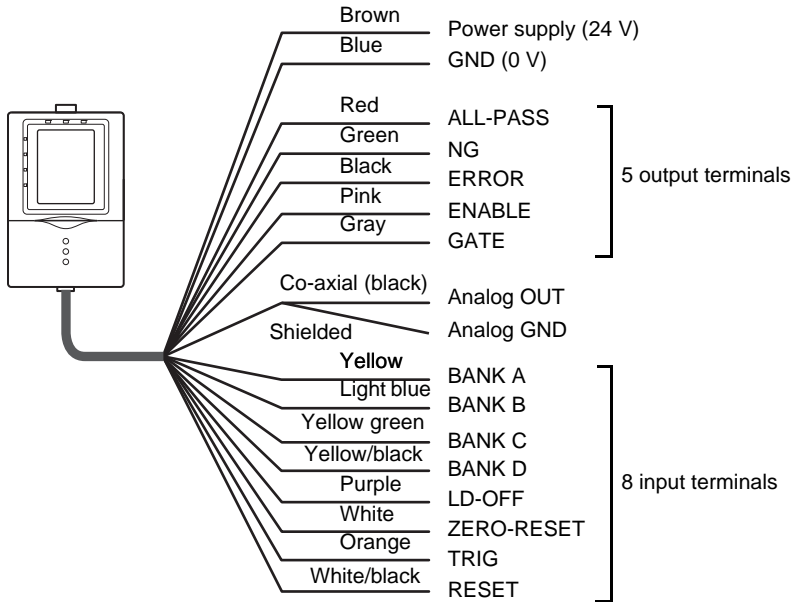 Brown Power supply (24 V)
Blue GND (0 V)
Red ALL-PASS
Green NG
Black ERROR
Pink ENABLE
Gray GATE
5 output terminals
Co-axial (black) Analog OUT
Shielded Analog GND
Yellow BANK A
Light blue BANK B
Yellow green BANK C
Yellow/black BANK D
Purple LD-OFF
White ZERO-RESET
Orange TRIG
White/black RESET
8 input terminals